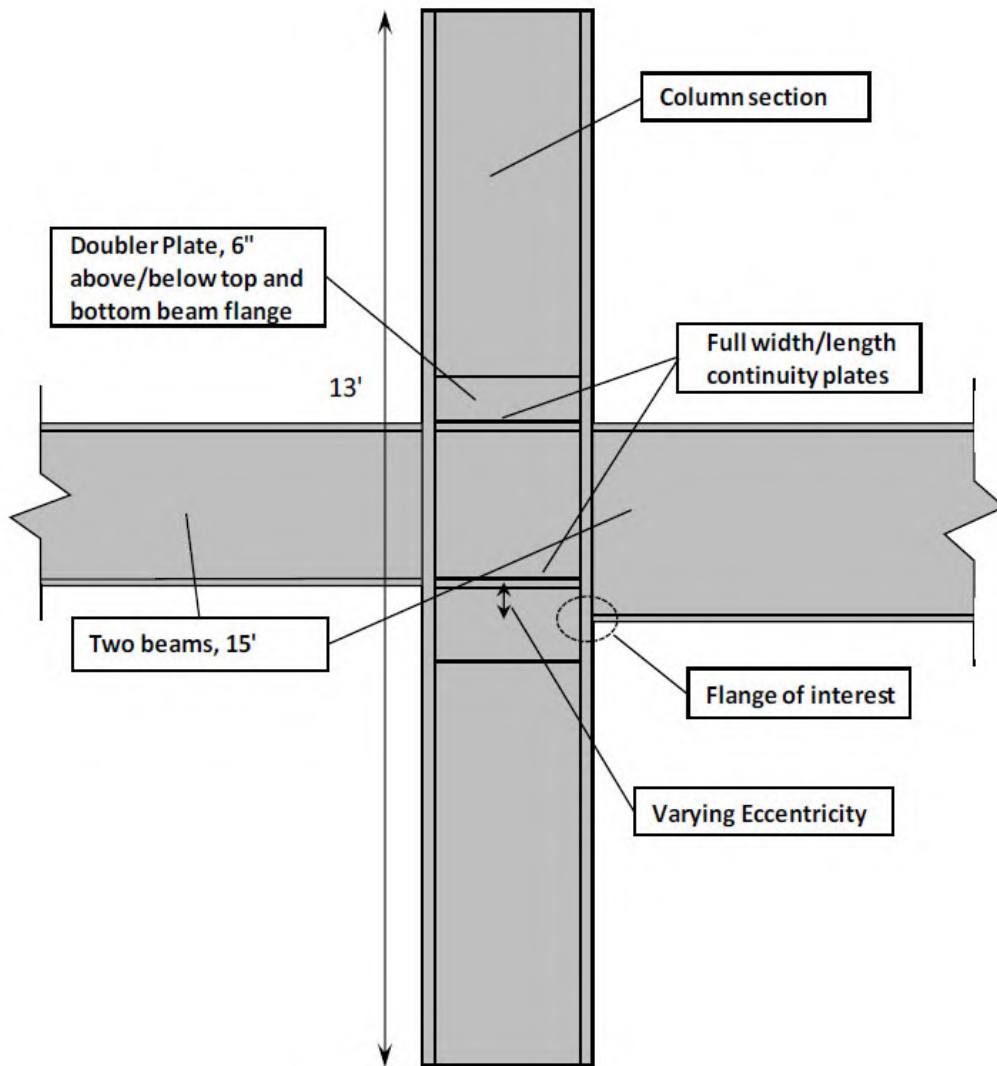 Column section
Doubler Plate, 6"
above/below top and
bottom beam flange
Full width/length
continuity plates
13'
Two beams, 15'
Flange of interest
Varying Eccentricity